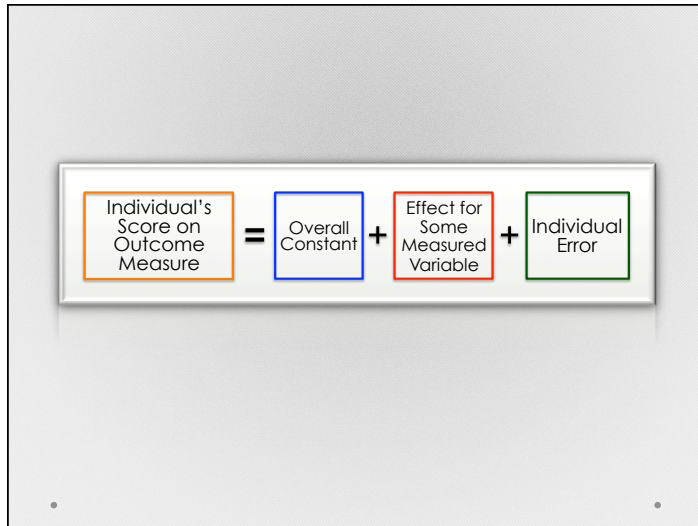 Individual's
Score on
Outcome
Measure
=
Overall
Constant
+
Effect for
Some
Measured
Variable
+
Individual
Error